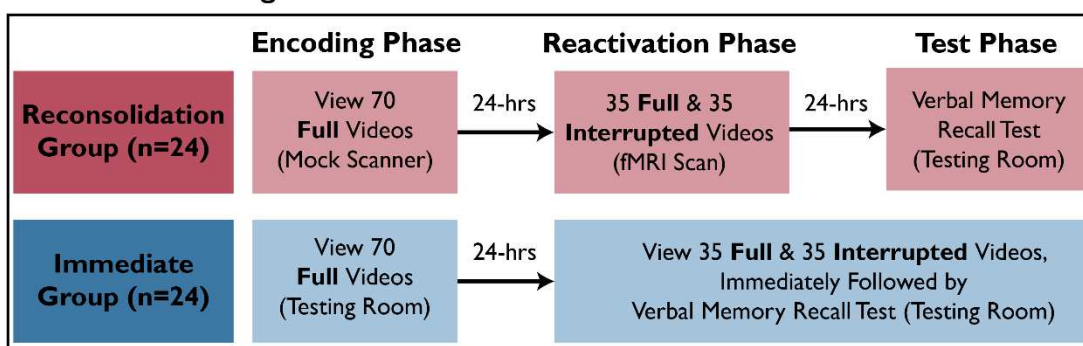 Encoding Phase
Reactivation Phase
Test Phase
Reconsolidation
Group (n=24)
View 70
Full Videos
(Mock Scanner)
24-hrs
35 Full & 35
Interrupted Videos
(fMRI Scan)
24-hrs
Verbal Memory
Recall Test
(Testing Room)
Immediate
Group (n=24)
View 70
Full Videos
(Testing Room)
24-hrs
View 35 Full & 35 Interrupted Videos,
Immediately Followed by
Verbal Memory Recall Test (Testing Room)